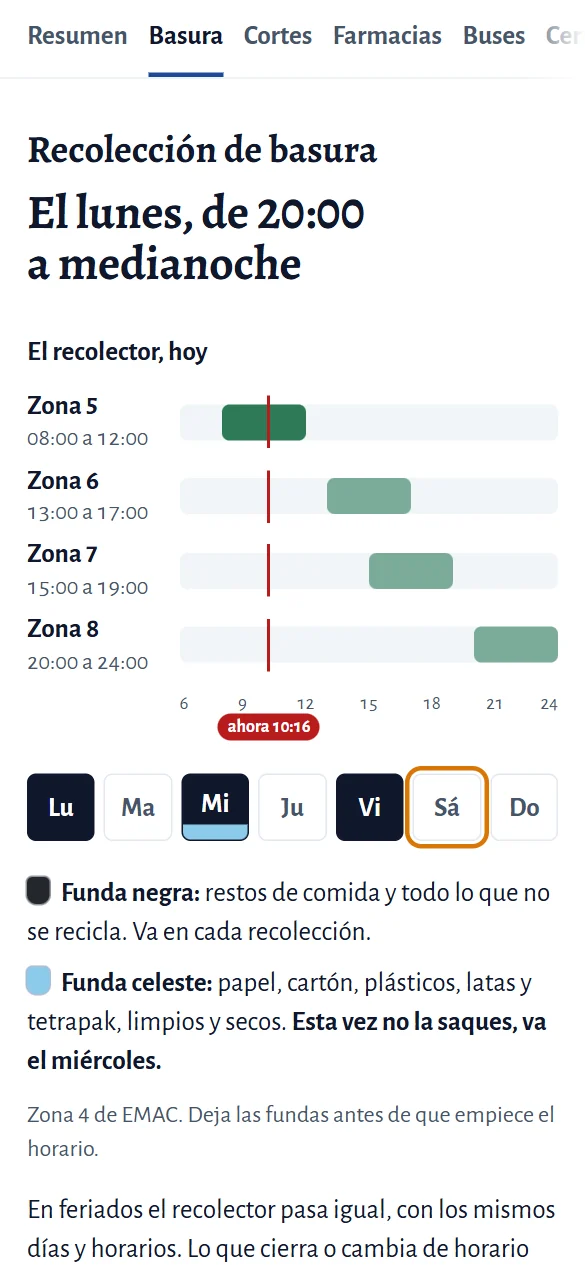 Resumen Basura Cortes Farmacias Buses
Recolección de basura
El lunes, de 20:00
a medianoche
El recolector, hoy
Zona 5
08:00 a 12:00
Zona 6
13:00 a 17:00
Zona 7
15:00 a 19:00
Zona 8
20:00 a 24:00
6 9 12 15 18 21 24
ahora 10:16
Lu Ma Mi Ju Vi Sá Do
Funda negra: restos de comida y todo lo que no
se recicla. Va en cada recolección.
Funda celeste: papel, cartón, plásticos, latas y
tetrapak, limpios y secos. Esta vez no la saques, va
el miércoles.
Zona 4 de EMAC. Deja las fundas antes de que empiece el
horario.
En feriados el recolector pasa igual, con los mismos
días y horarios. Lo que cierra o cambia de horario